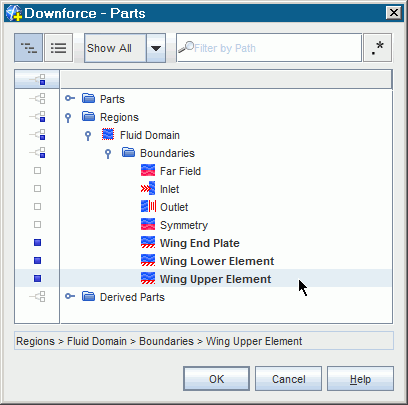 Downforce - Parts
Show All
Filter by Path
.*
Parts
Regions
Fluid Domain
Boundaries
Far Field
Inlet
Outlet
Symmetry
Wing End Plate
Wing Lower Element
Wing Upper Element
Derived Parts
Regions > Fluid Domain > Boundaries > Wing Upper Element
OK Cancel Help